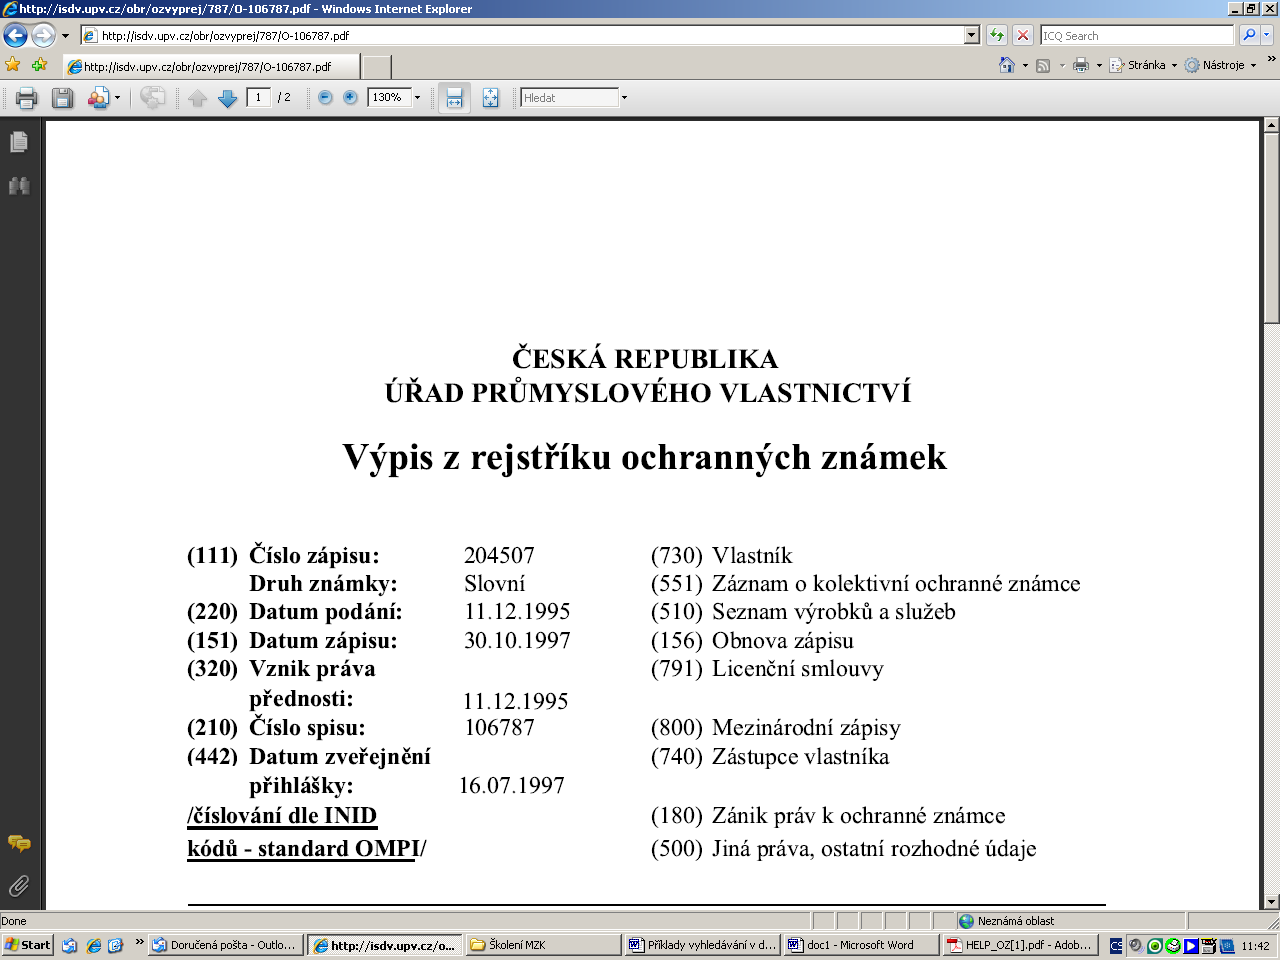 http://isdv.upv.cz/obr/ozvyprej/787/O-106787.pdf - Windows Internet Explorer
http://isdv.upv.cz/obr/ozvyprej/787/O-106787.pdf
ICQ Search
http://isdv.upv.cz/obr/ozvyprej/787/O-106787.pdf
Stránka
Nástroje
1 / 2
130%
Hledat
ČESKÁ REPUBLIKA
ÚŘAD PRŮMYSLOVÉHO VLASTNICTVÍ
Výpis z rejstříku ochranných známek
(111) Číslo zápisu: 204507 (730) Vlastník
Druh známky: Slovní (551) Záznam o kolektivní ochranné známce
(220) Datum podání: 11.12.1995 (510) Seznam výrobků a služeb
(151) Datum zápisu: 30.10.1997 (156) Obnova zápisu
(320) Vznik práva (791) Licenční smlouvy
přednosti: 11.12.1995
(210) Číslo spisu: 106787 (800) Mezinárodní zápisy
(442) Datum zveřejnění (740) Zástupce vlastníka
přihlášky: 16.07.1997
/číslování dle INID (180) Zánik práv k ochranné známce
kódů - standard OMPI/ (500) Jiná práva, ostatní rozhodné údaje
Done
Neznámá oblast
Start
Doručená pošta - Outlo...
http://isdv.upv.cz/o...
Školení MZK
Příklady vyhledávání v d...
doc1 - Microsoft Word
HELP_OZ[1].pdf - Adob...
CS
11:42